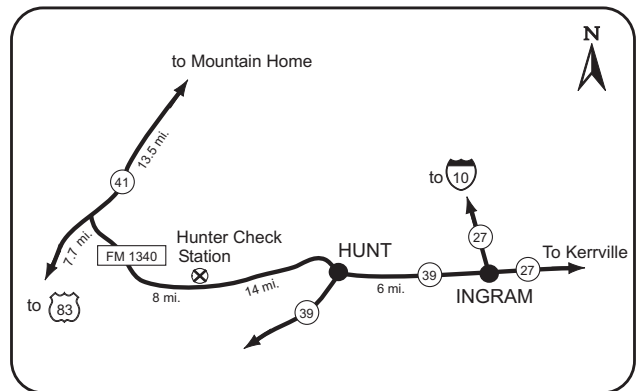 N
to Mountain Home
13.5 mi.
41
to 10
27
7.7 mi.
Hunter Check
Station
HUNT
To Kerrville
FM 1340
27
39
8 mi.
14 mi.
6 mi.
INGRAM
to 83
39